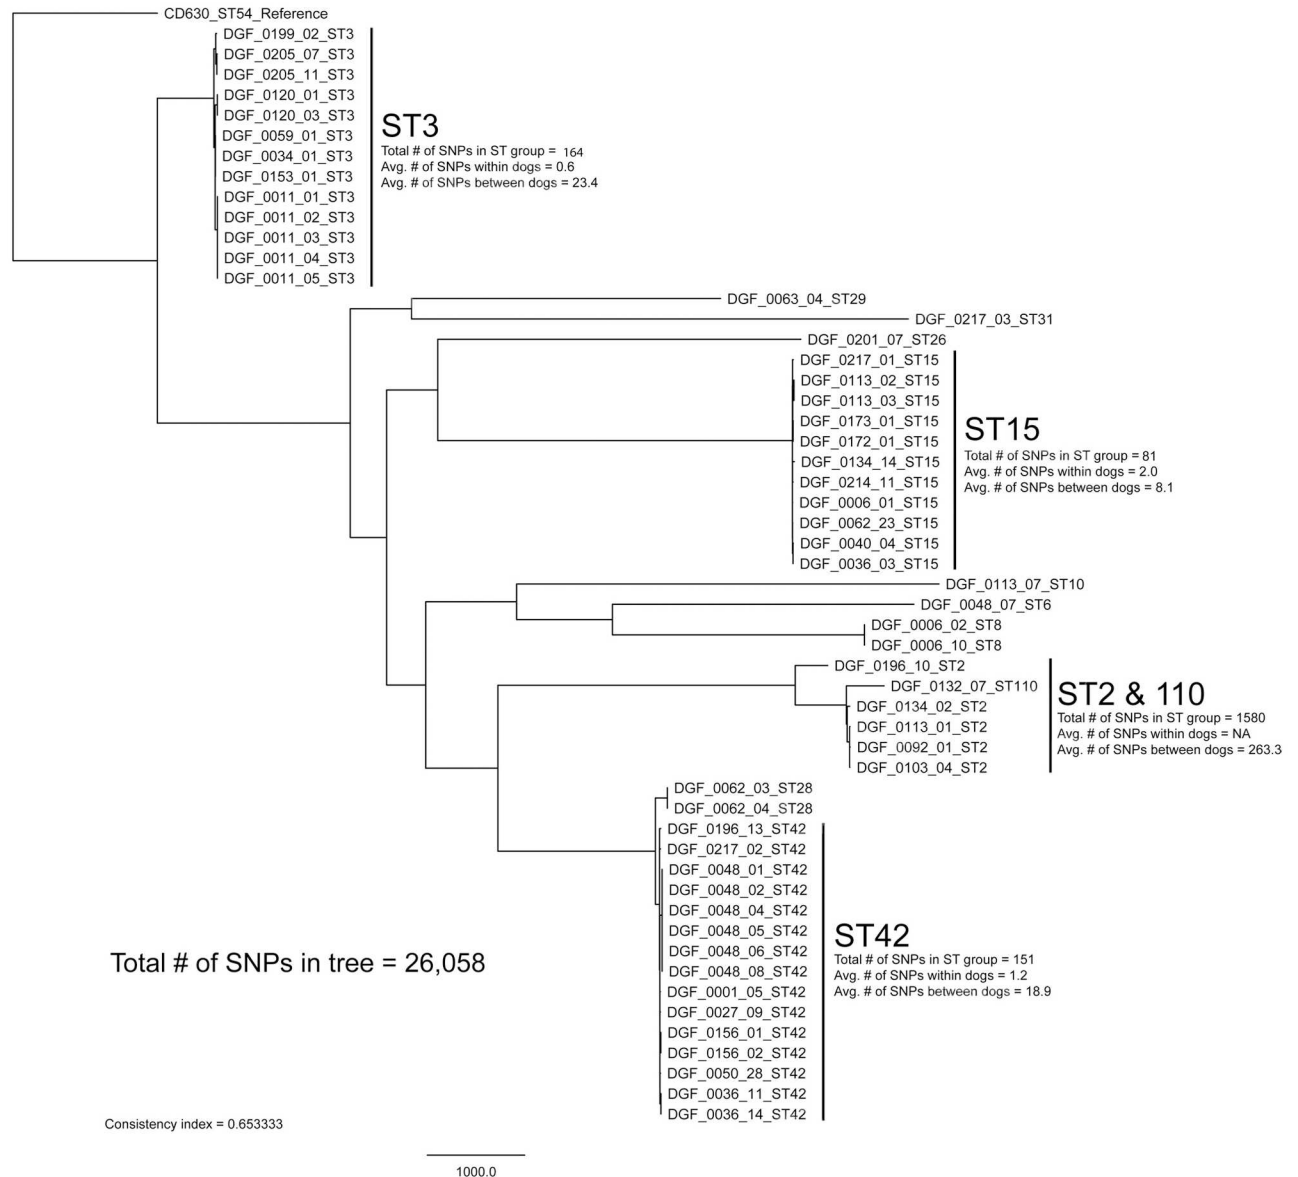 CD630_ST54_Reference
DGF_0199_02_ST3
DGF_0205_07_ST3
DGF_0205_11_ST3
DGF_0120_01_ST3
DGF_0120_03_ST3
DGF_0059_01_ST3
DGF_0034_01_ST3
DGF_0153_01_ST3
DGF_0011_01_ST3
DGF_0011_02_ST3
DGF_0011_03_ST3
DGF_0011_04_ST3
DGF_0011_05_ST3
ST3
Total # of SNPs in ST group = 164
Avg. # of SNPs within dogs = 0.6
Avg. # of SNPs between dogs = 23.4
DGF_0063_04_ST29
DGF_0217_03_ST31
DGF_0201_07_ST26
DGF_0217_01_ST15
DGF_0113_02_ST15
DGF_0113_03_ST15
DGF_0173_01_ST15
DGF_0172_01_ST15
DGF_0134_14_ST15
DGF_0214_11_ST15
DGF_0006_01_ST15
DGF_0062_23_ST15
DGF_0040_04_ST15
DGF_0036_03_ST15
ST15
Total # of SNPs in ST group = 81
Avg. # of SNPs within dogs = 2.0
Avg. # of SNPs between dogs = 8.1
DGF_0113_07_ST10
DGF_0048_07_ST6
DGF_0006_02_ST8
DGF_0006_10_ST8
DGF_0196_10_ST2
DGF_0132_07_ST110
DGF_0134_02_ST2
DGF_0113_01_ST2
DGF_0092_01_ST2
DGF_0103_04_ST2
ST2 & 110
Total # of SNPs in ST group = 1580
Avg. # of SNPs within dogs = NA
Avg. # of SNPs between dogs = 263.3
DGF_0062_03_ST28
DGF_0062_04_ST28
DGF_0196_13_ST42
DGF_0217_02_ST42
DGF_0048_01_ST42
DGF_0048_02_ST42
DGF_0048_04_ST42
DGF_0048_05_ST42
DGF_0048_06_ST42
DGF_0048_08_ST42
DGF_0001_05_ST42
DGF_0027_09_ST42
DGF_0156_01_ST42
DGF_0156_02_ST42
DGF_0050_28_ST42
DGF_0036_11_ST42
DGF_0036_14_ST42
ST42
Total # of SNPs in ST group = 151
Avg. # of SNPs within dogs = 1.2
Avg. # of SNPs between dogs = 18.9
Total # of SNPs in tree = 26,058
Consistency index = 0.653333
1000.0